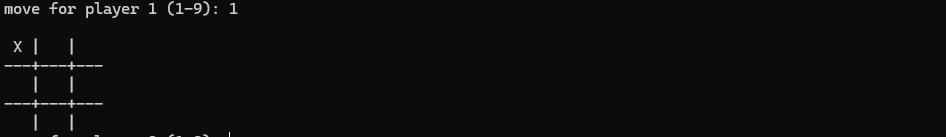 move for player 1 (1-9): 1
 X |   |
---+---+---
   |   |
---+---+---
   |   |